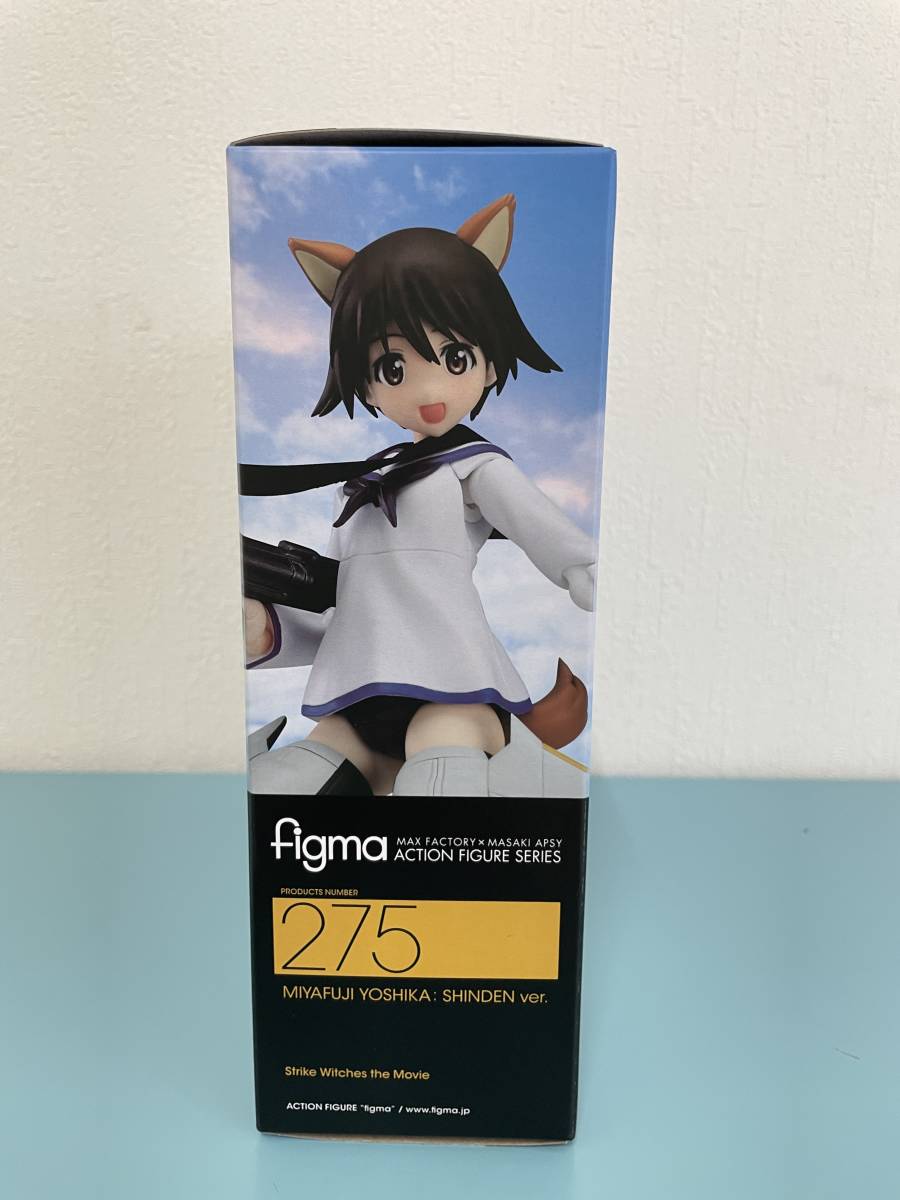 figma
MAX FACTORY × MASAKI APSY
ACTION FIGURE SERIES
PRODUCTS NUMBER
275
MIYAFUJI YOSHIKA: SHINDEN ver.
Strike Witches the Movie
ACTION FIGURE "figma" / www.figma.jp